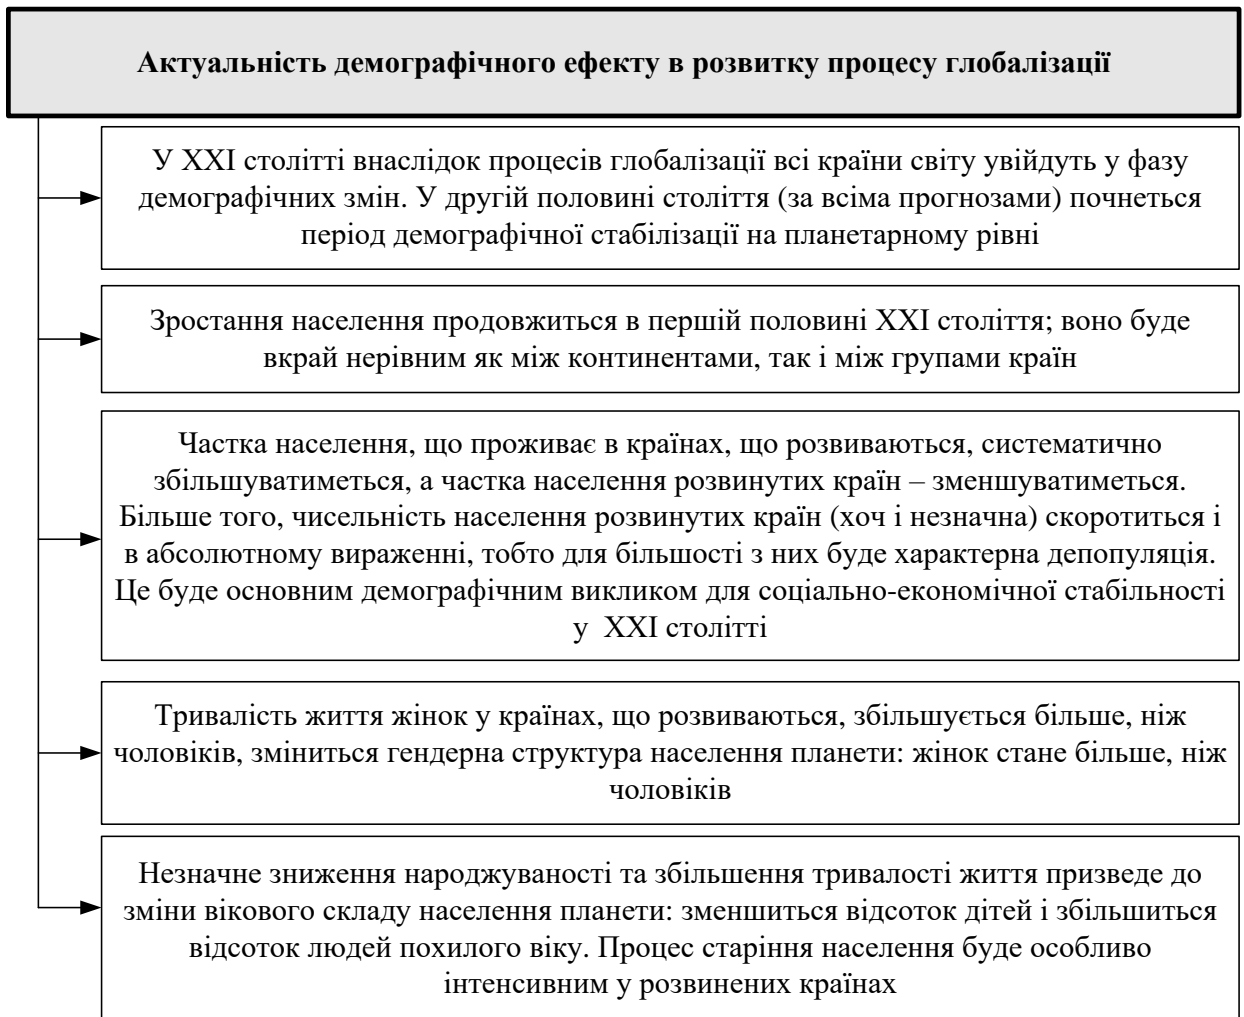 Актуальність демографічного ефекту в розвитку процесу глобалізації
У XXI столітті внаслідок процесів глобалізації всі країни світу увійдуть у фазу
демографічних змін. У другій половині століття (за всіма прогнозами) почнеться
період демографічної стабілізації на планетарному рівні
Зростання населення продовжиться в першій половині XXI століття; воно буде
вкрай нерівним як між континентами, так і між групами країн
Частка населення, що проживає в країнах, що розвиваються, систематично
збільшуватиметься, а частка населення розвинутих країн – зменшуватиметься.
Більше того, чисельність населення розвинутих країн (хоч і незначна) скоротиться і
в абсолютному вираженні, тобто для більшості з них буде характерна депопуляція.
Це буде основним демографічним викликом для соціально-економічної стабільності
у XXI столітті
Тривалість життя жінок у країнах, що розвиваються, збільшується більше, ніж
чоловіків, зміниться гендерна структура населення планети: жінок стане більше, ніж
чоловіків
Незначне зниження народжуваності та збільшення тривалості життя призведе до
зміни вікового складу населення планети: зменшиться відсоток дітей і збільшиться
відсоток людей похилого віку. Процес старіння населення буде особливо
інтенсивним у розвинених країнах